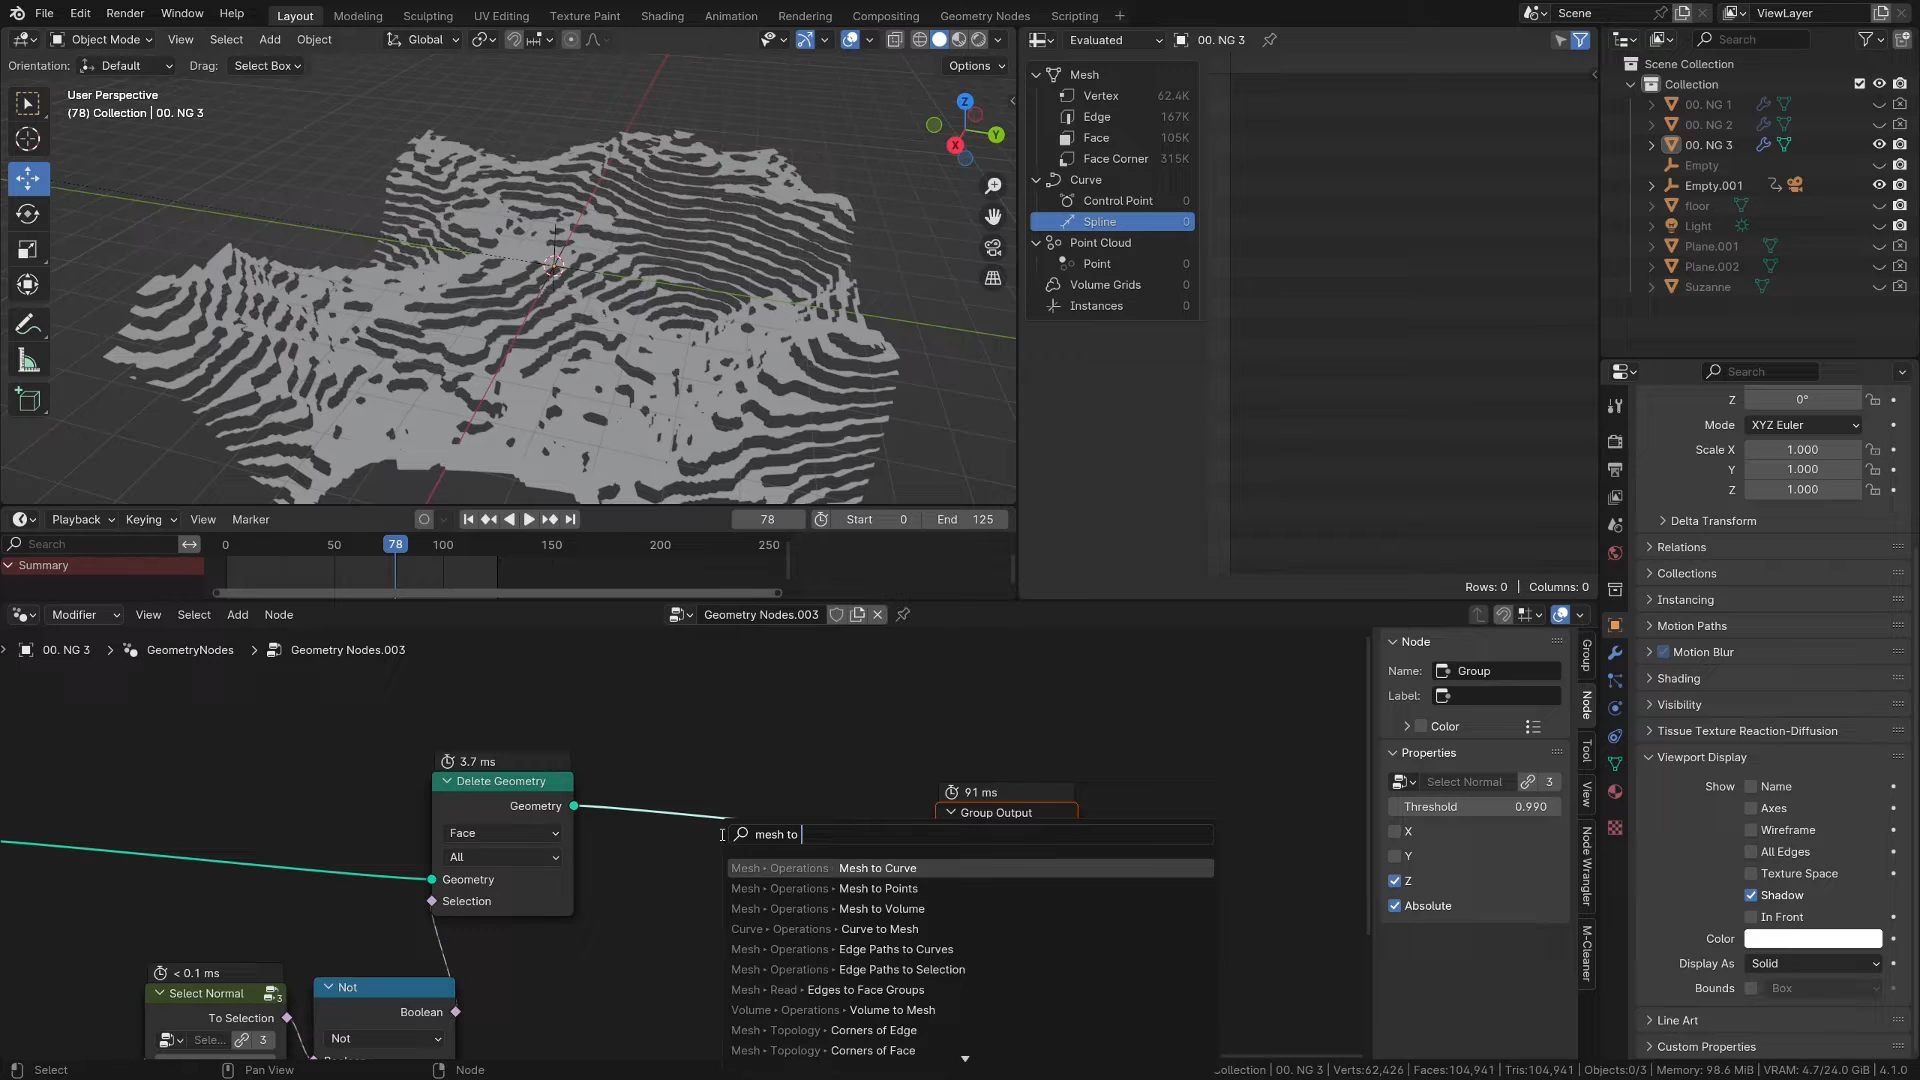 File Edit Render Window Help
Layout Modeling Sculpting UV Editing Texture Paint Shading Animation Rendering Compositing Geometry Nodes Scripting +
Scene
ViewLayer
Object Mode View Select Add Object
Global
Orientation: Default Drag: Select Box
Options
User Perspective
(78) Collection | 00. NG 3
Z
Y
X
Evaluated 00. NG 3
Mesh
Vertex 62.4K
Edge 167K
Face 105K
Face Corner 315K
Curve
Control Point 0
Spline 0
Point Cloud
Point 0
Volume Grids 0
Instances 0
Rows: 0 | Columns: 0
Search
Scene Collection
Collection
00. NG 1
00. NG 2
00. NG 3
Empty
Empty.001
floor
Light
Plane.001
Plane.002
Suzanne
Playback Keying View Marker
78
Start 0 End 125
Search
0 50 78 100 150 200 250
Summary
Modifier View Select Add Node
Geometry Nodes.003
00. NG 3 > GeometryNodes > Geometry Nodes.003
3.7 ms
Delete Geometry
Geometry
Face
All
Geometry
Selection
< 0.1 ms
Select Normal 3
To Selection
Sele... 3
Not
Boolean
Not
91 ms
Group Output
mesh to
Mesh ▸ Operations ▸ Mesh to Curve
Mesh ▸ Operations ▸ Mesh to Points
Mesh ▸ Operations ▸ Mesh to Volume
Curve ▸ Operations ▸ Curve to Mesh
Mesh ▸ Operations ▸ Edge Paths to Curves
Mesh ▸ Operations ▸ Edge Paths to Selection
Mesh ▸ Read ▸ Edges to Face Groups
Volume ▸ Operations ▸ Volume to Mesh
Mesh ▸ Topology ▸ Corners of Edge
Mesh ▸ Topology ▸ Corners of Face
Node
Name: Group
Label:
Color
Properties
Select Normal 3
Threshold 0.990
X
Y
Z
Absolute
Group
Node
Tool
View
Node Wrangler
M-Cleaner
Search
Z 0°
Mode XYZ Euler
Scale X 1.000
Y 1.000
Z 1.000
Delta Transform
Relations
Collections
Instancing
Motion Paths
Motion Blur
Shading
Visibility
Tissue Texture Reaction-Diffusion
Viewport Display
Show Name
Axes
Wireframe
All Edges
Texture Space
Shadow
In Front
Color
Display As Solid
Bounds Box
Line Art
Custom Properties
Select
Pan View
Node
Collection | 00. NG 3 | Verts:62,426 | Faces:104,941 | Tris:104,941 | Objects:0/3 | Memory: 98.6 MiB | VRAM: 4.7/24.0 GiB | 4.1.0